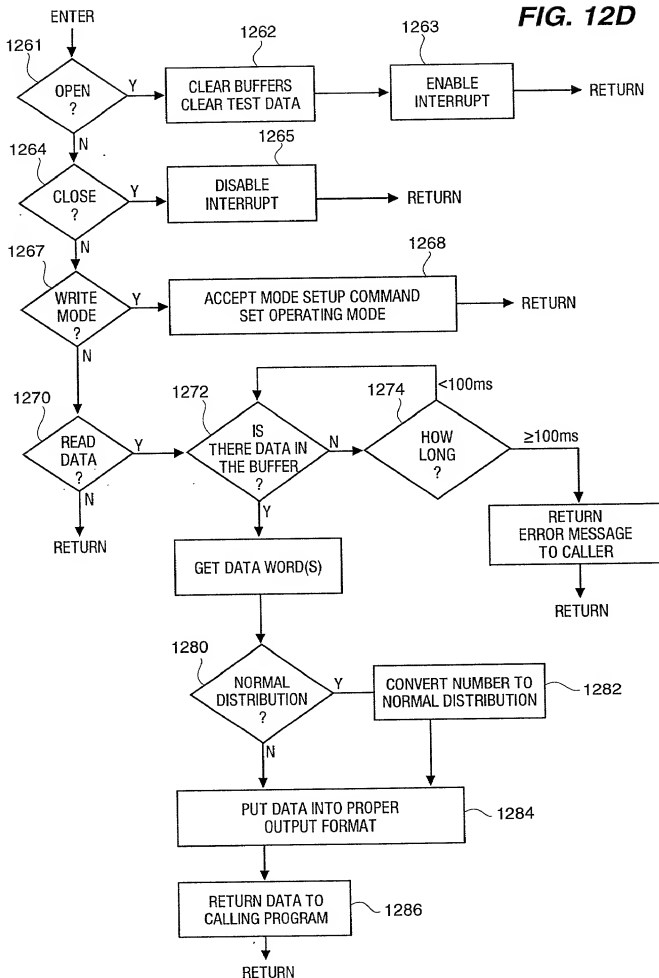 FIG. 12D
ENTER
1261
OPEN
?
Y
N
1262
CLEAR BUFFERS
CLEAR TEST DATA
1263
ENABLE
INTERRUPT
RETURN
1264
CLOSE
?
Y
N
1265
DISABLE
INTERRUPT
RETURN
1267
WRITE
MODE
?
Y
N
1268
ACCEPT MODE SETUP COMMAND
SET OPERATING MODE
RETURN
1270
READ
DATA
?
Y
N
RETURN
1272
IS
THERE DATA IN
THE BUFFER
?
N
Y
1274
<100ms
HOW
LONG
?
≥100ms
RETURN
ERROR MESSAGE
TO CALLER
RETURN
GET DATA WORD(S)
1280
NORMAL
DISTRIBUTION
?
Y
N
CONVERT NUMBER TO
NORMAL DISTRIBUTION
1282
PUT DATA INTO PROPER
OUTPUT FORMAT
1284
RETURN DATA TO
CALLING PROGRAM
1286
RETURN